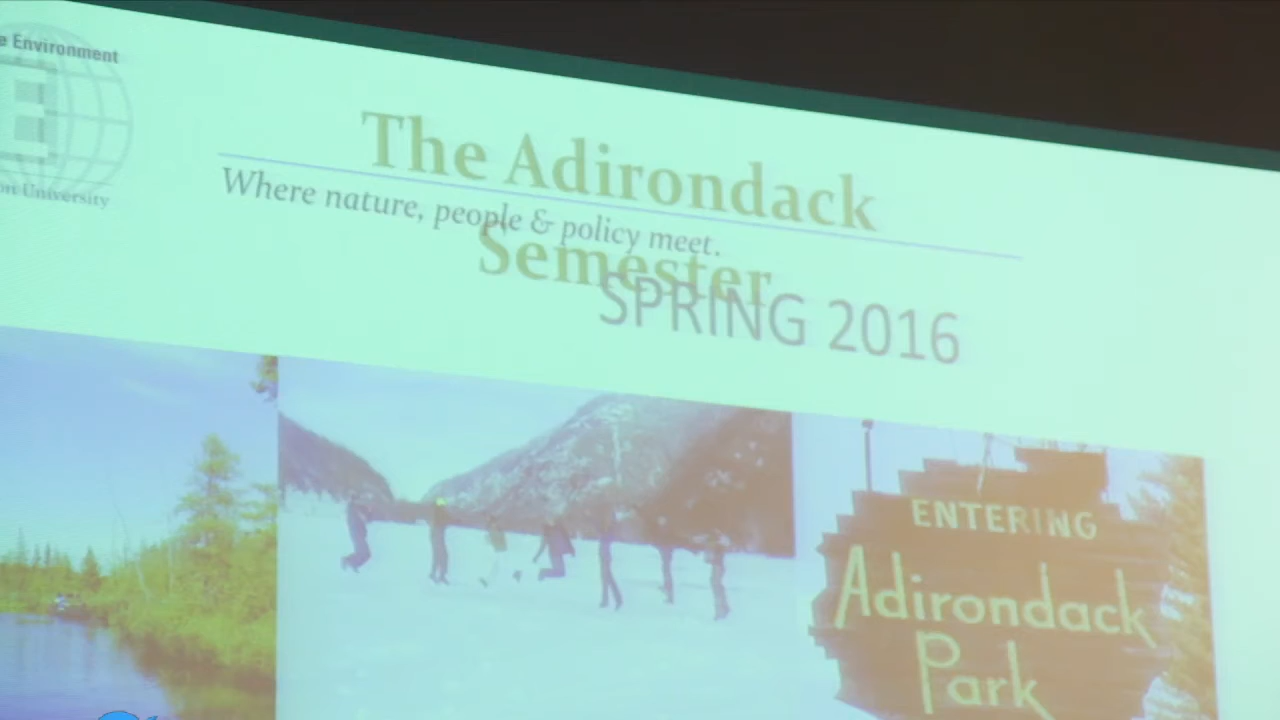 e Environment
E
University
The Adirondack
Where nature, people & policy meet.
Semester
SPRING 2016
ENTERING
Adirondack
Park